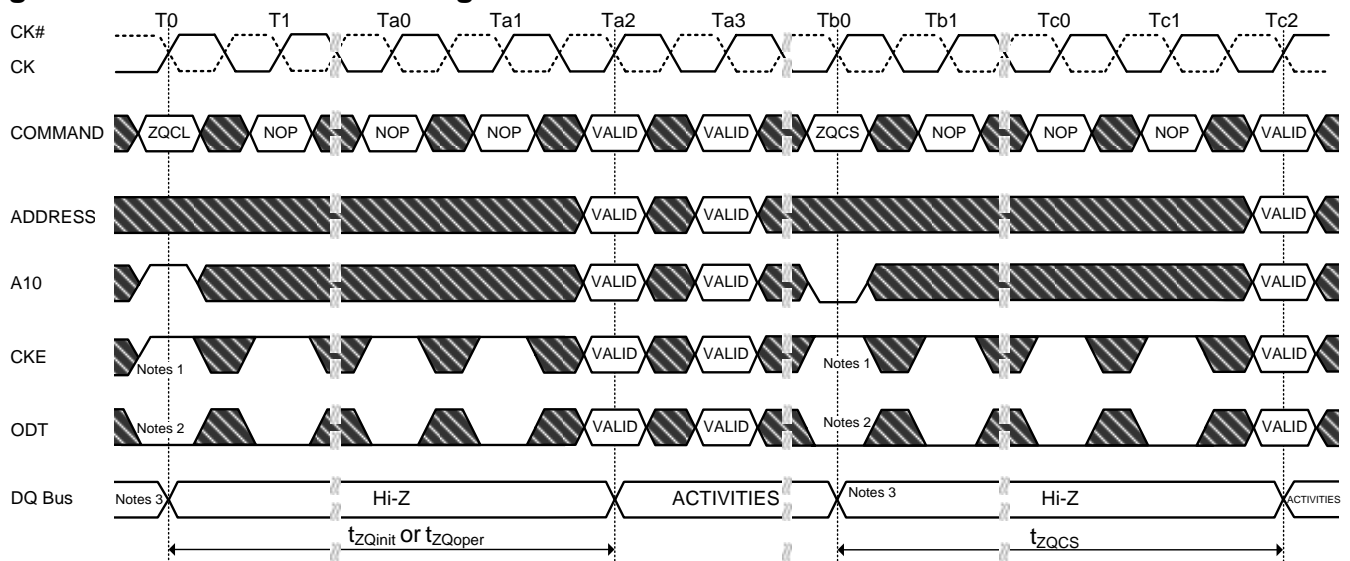 T0 T1 Ta0 Ta1 Ta2 Ta3 Tb0 Tb1 Tc0 Tc1 Tc2
CK#
CK
COMMAND ZQCL NOP NOP NOP VALID VALID ZQCS NOP NOP NOP VALID
ADDRESS VALID VALID VALID
A10 VALID VALID VALID
CKE Notes 1 VALID VALID Notes 1 VALID
ODT Notes 2 VALID VALID Notes 2 VALID
DQ Bus Notes 3 Hi-Z ACTIVITIES Notes 3 Hi-Z ACTIVITIES
tZQinit or tZQoper tZQCS